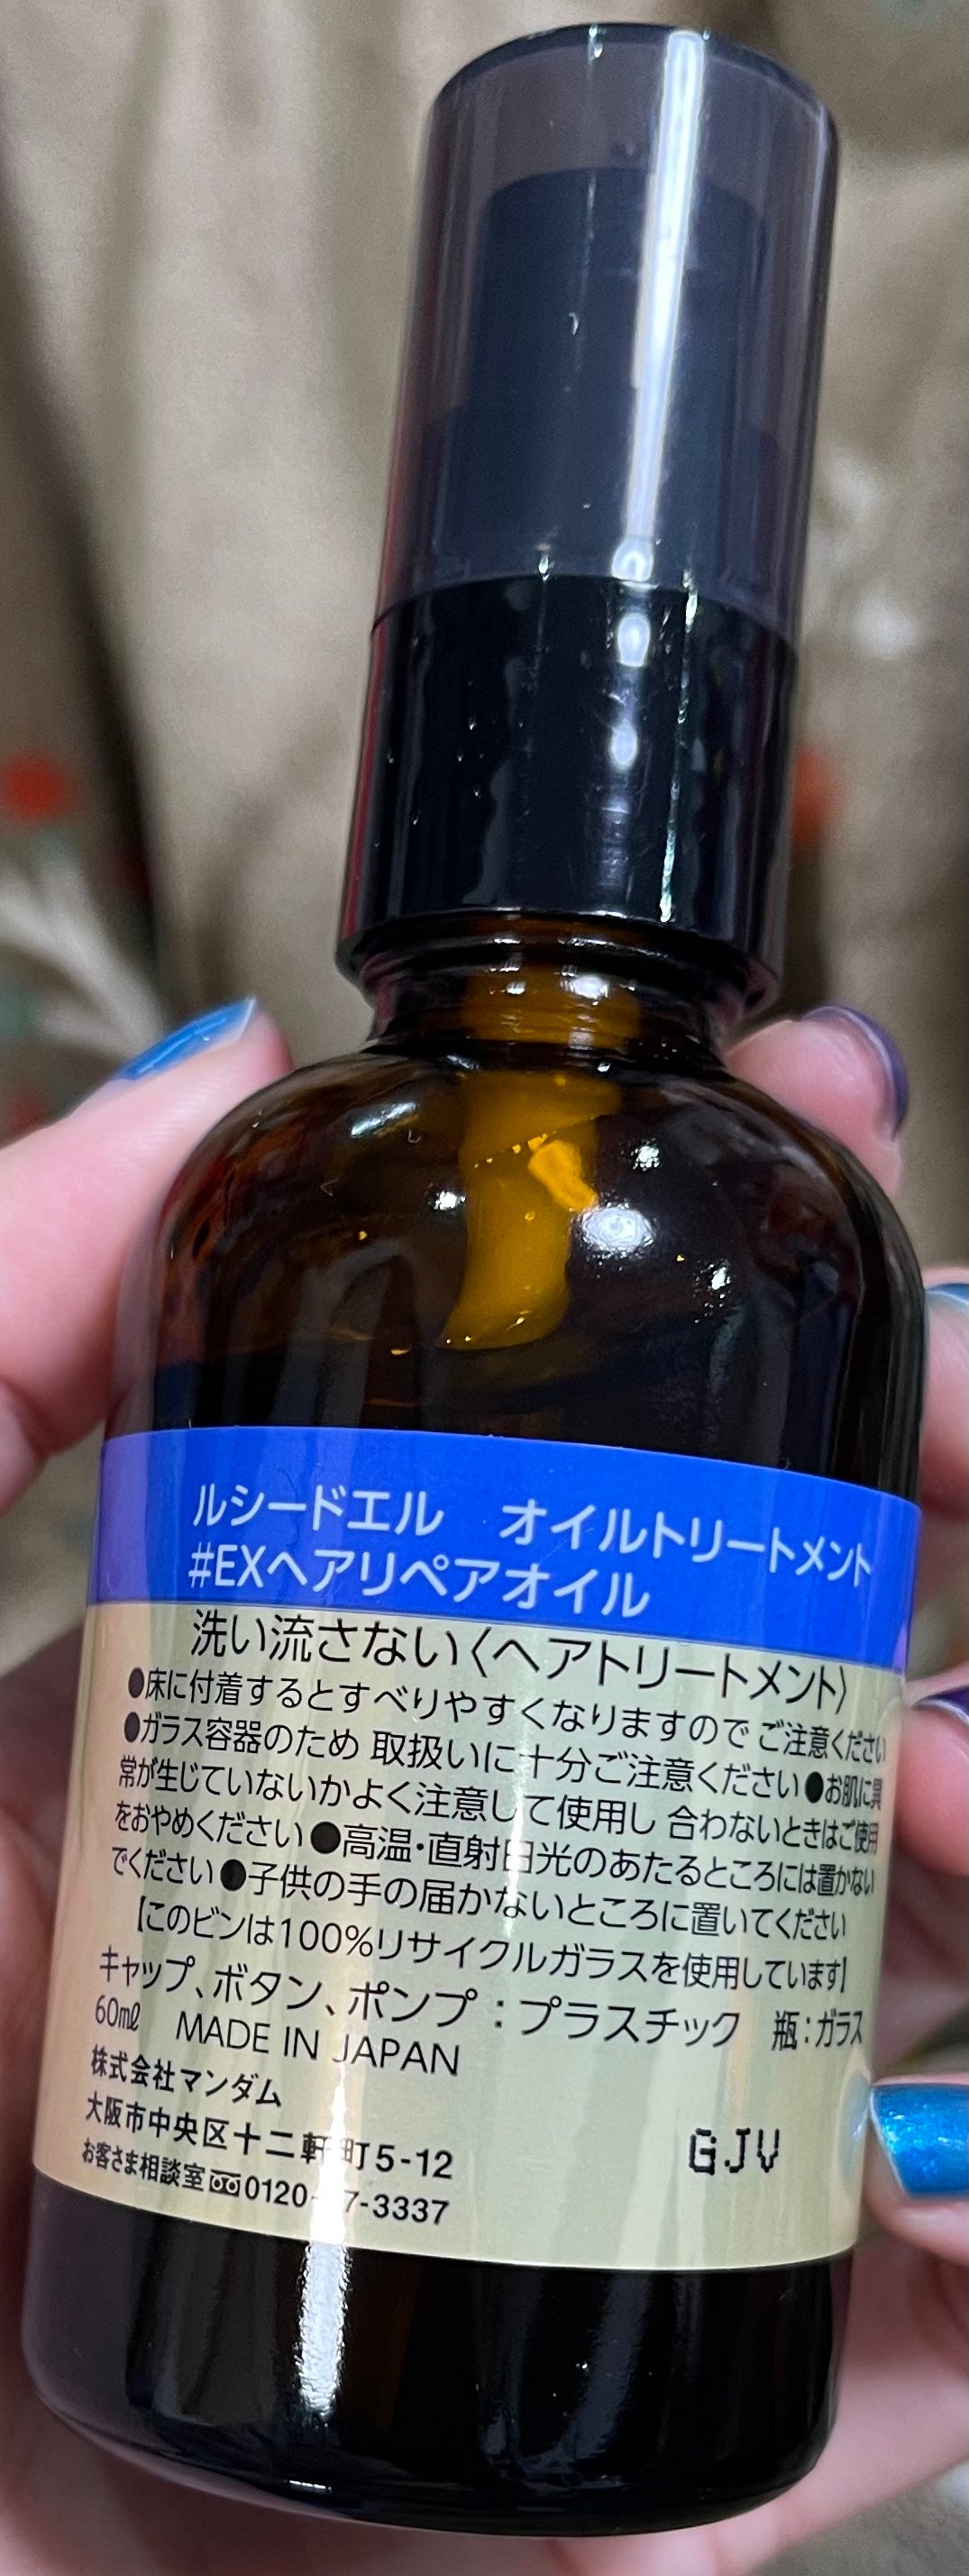 ルシードエル オイルトリートメント
#EXヘアリペアオイル
洗い流さない〈ヘアトリートメント〉
●床に付着するとすべりやすくなりますので ご注意ください
●ガラス容器のため 取扱いに十分ご注意ください●お肌に異
常が生じていないかよく注意して使用し 合わないときはご使用
をおやめください●高温・直射日光のあたるところには置かない
でください●子供の手の届かないところに置いてください
【このビンは100%リサイクルガラスを使用しています】
キャップ、ボタン、ポンプ：プラスチック 瓶：ガラス
60㎖ MADE IN JAPAN
株式会社マンダム
大阪市中央区十二軒町5-12
お客さま相談室 0120- 7-3337
GJV